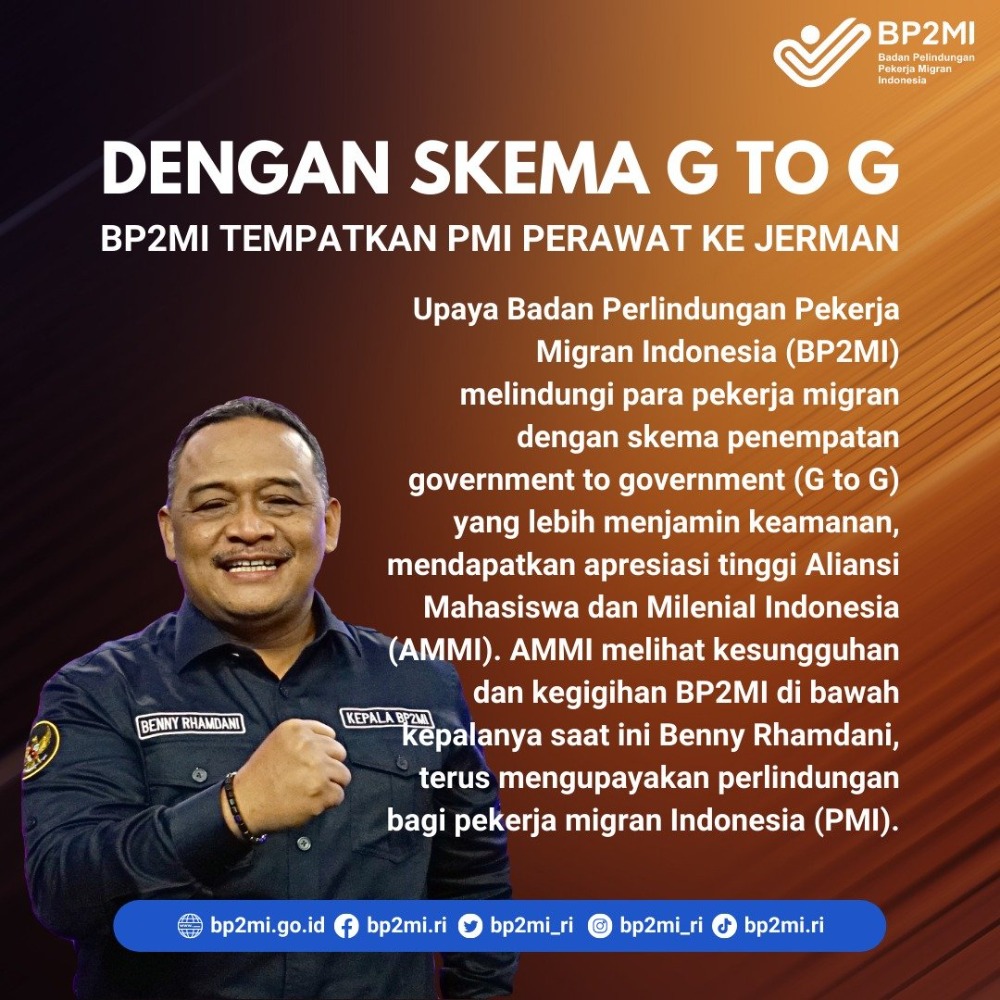 BP2MI
Badan Pelindungan
Pekerja Migran
Indonesia
DENGAN SKEMA G TO G
BP2MI TEMPATKAN PMI PERAWAT KE JERMAN
Upaya Badan Perlindungan Pekerja
Migran Indonesia (BP2MI)
melindungi para pekerja migran
dengan skema penempatan
government to government (G to G)
yang lebih menjamin keamanan,
mendapatkan apresiasi tinggi Aliansi
Mahasiswa dan Milenial Indonesia
(AMMI). AMMI melihat kesungguhan
dan kegigihan BP2MI di bawah
kepalanya saat ini Benny Rhamdani,
terus mengupayakan perlindungan
bagi pekerja migran Indonesia (PMI).
BENNY RHAMDANI
KEPALA BP2MI
bp2mi.go.id bp2mi.ri bp2mi_ri bp2mi_ri bp2mi.ri